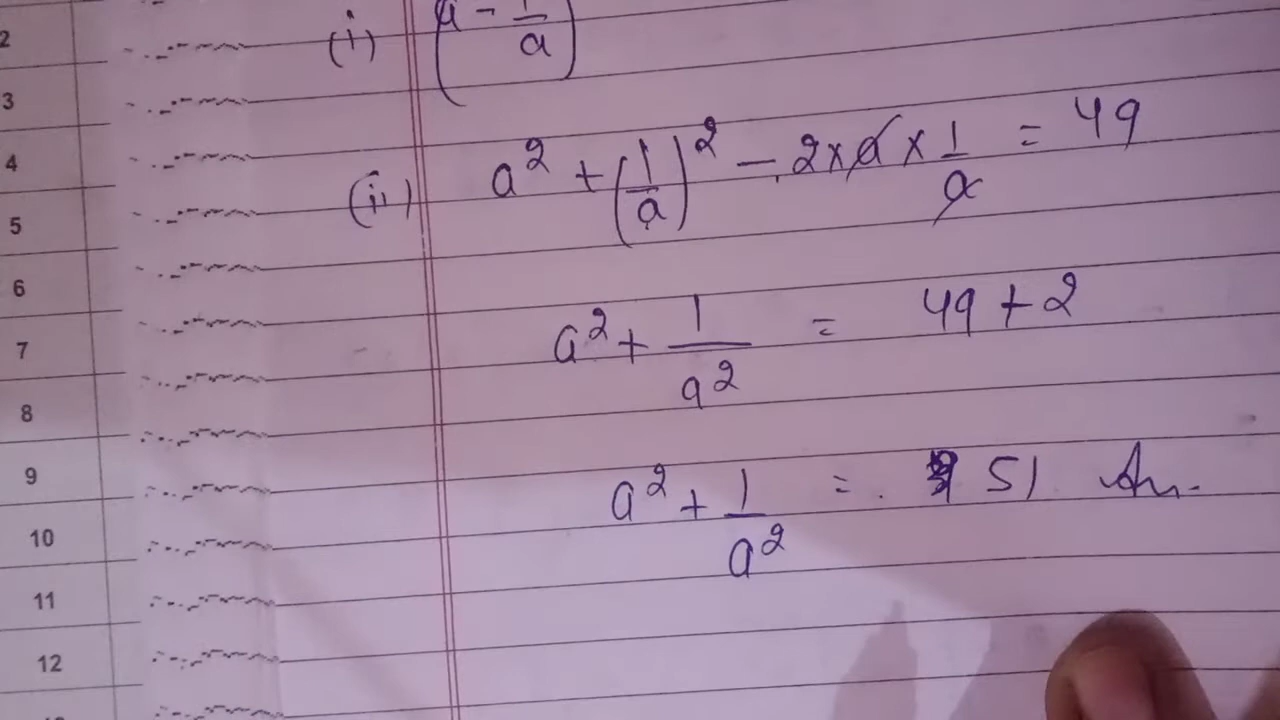 (i) (a - 1/a)
(ii) a² + (1/a)² - 2 × a × 1/a = 49
a² + 1/a² = 49 + 2
a² + 1/a² = 51 An.
2
3
4
5
6
7
8
9
10
11
12